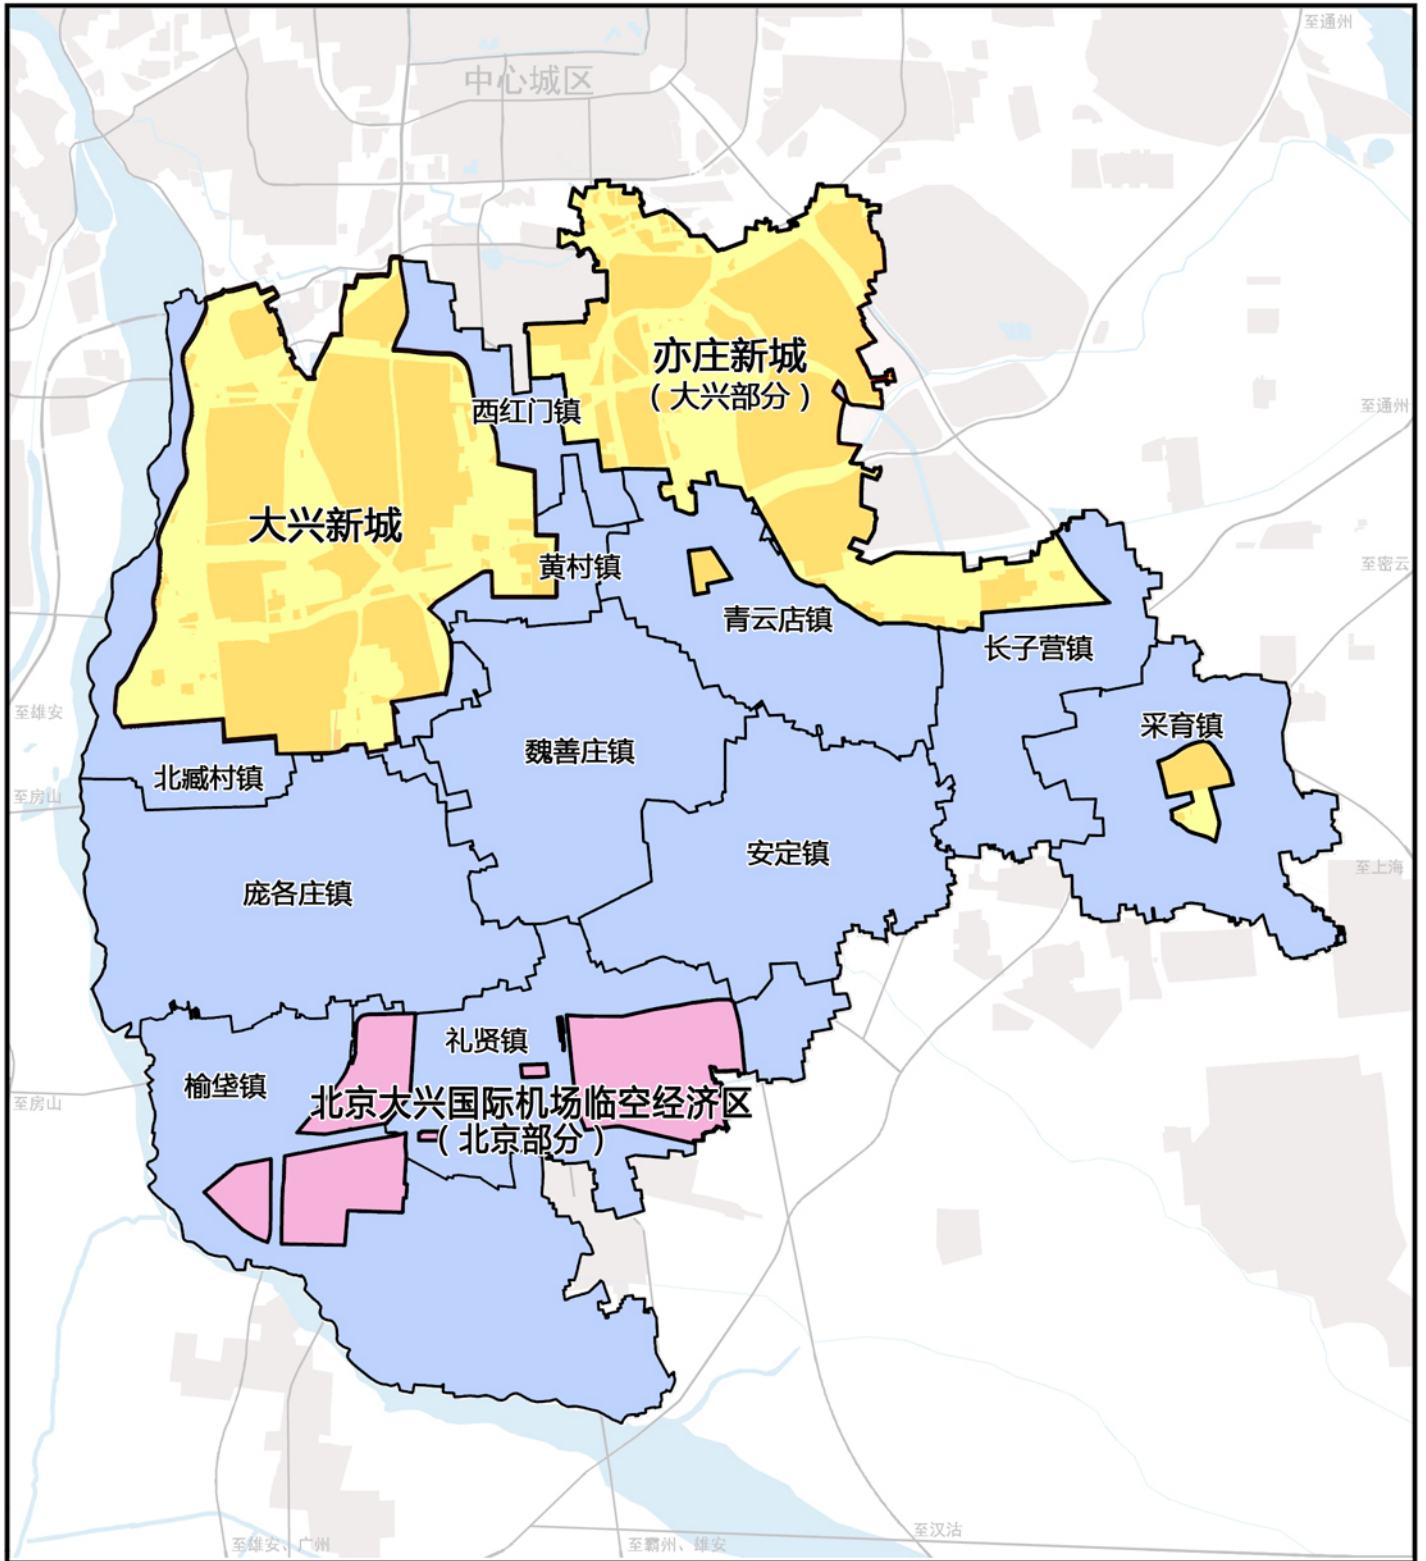 至通州
中心城区
亦庄新城
（大兴部分）
至通州
西红门镇
大兴新城
黄村镇
至密云
青云店镇
长子营镇
至雄安
采育镇
魏善庄镇
北臧村镇
至房山
安定镇
至上海
庞各庄镇
礼贤镇
榆垡镇
至房山
北京大兴国际机场临空经济区
（北京部分）
至汉沽
至雄安、广州
至霸州、雄安